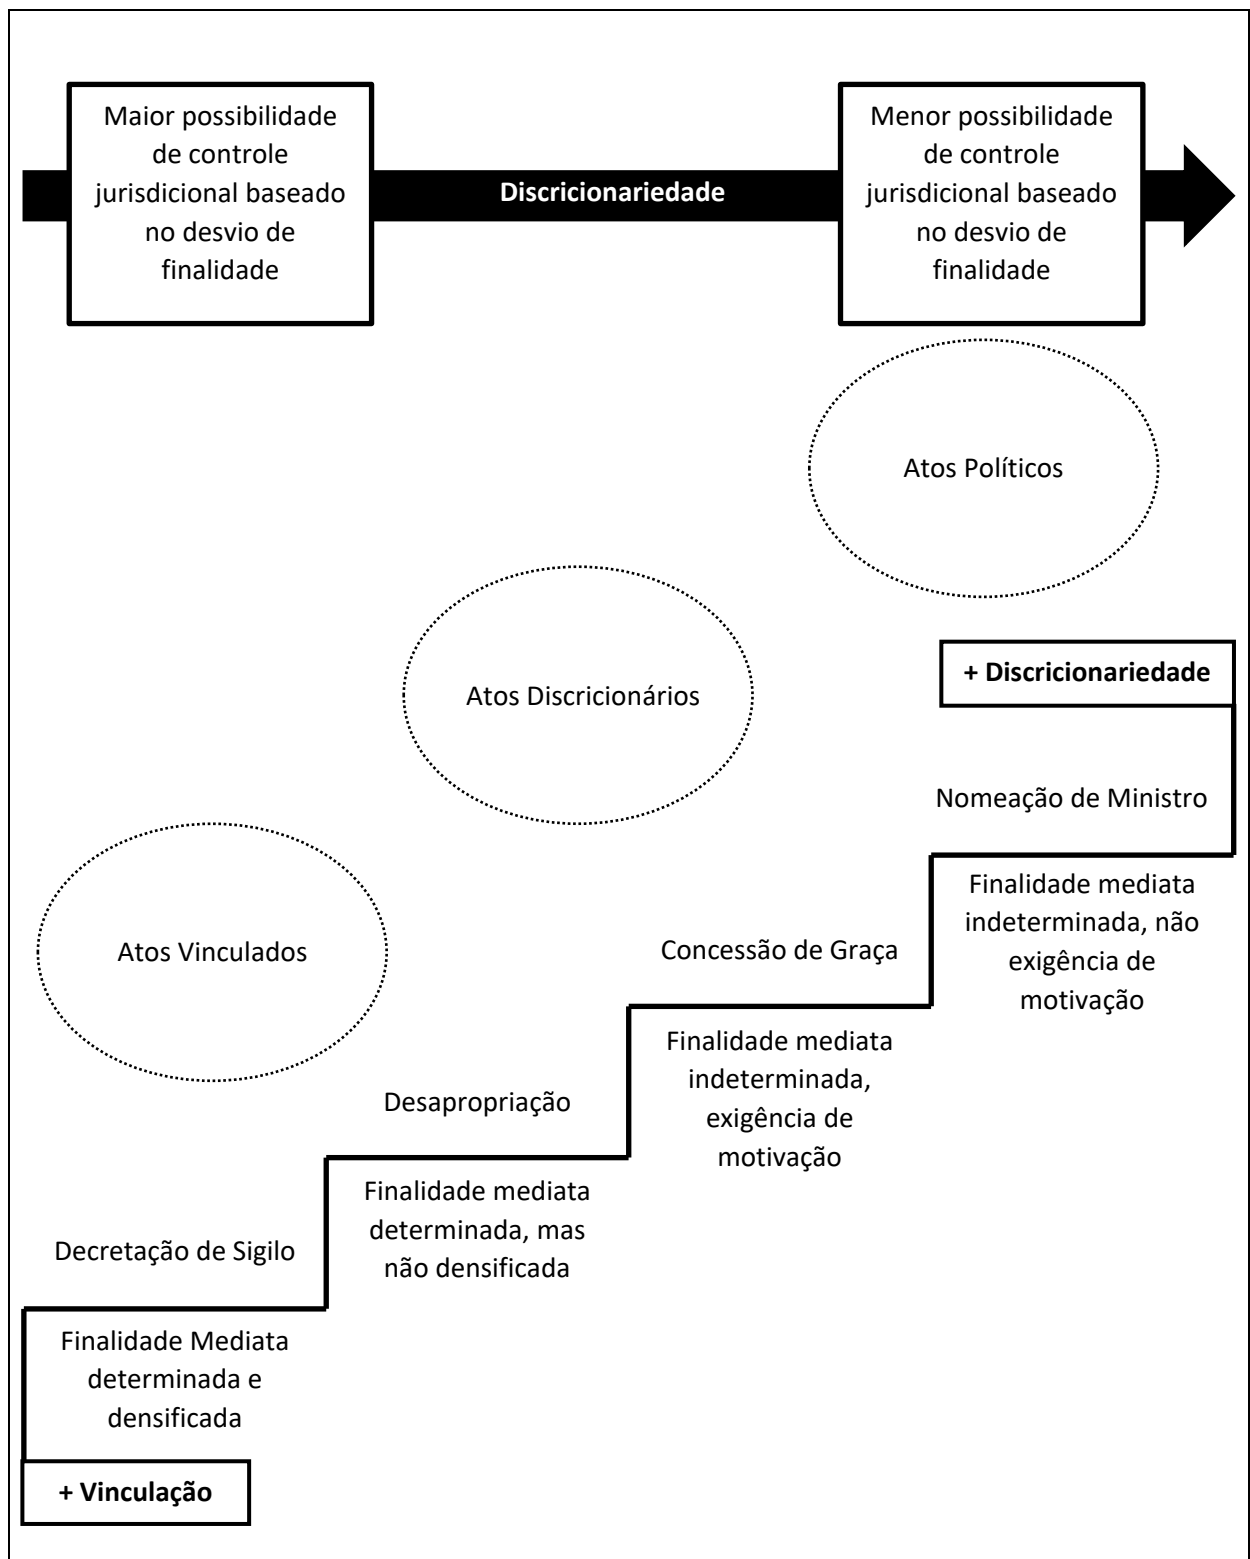 Maior possibilidade
de controle
jurisdicional baseado
no desvio de
finalidade
Discricionariedade
Menor possibilidade
de controle
jurisdicional baseado
no desvio de
finalidade
Atos Políticos
Atos Discricionários
+ Discricionariedade
Nomeação de Ministro
Finalidade mediata
indeterminada, não
exigência de
motivação
Atos Vinculados
Concessão de Graça
Finalidade mediata
indeterminada,
exigência de
motivação
Desapropriação
Finalidade mediata
determinada, mas
não densificada
Decretação de Sigilo
Finalidade Mediata
determinada e
densificada
+ Vinculação